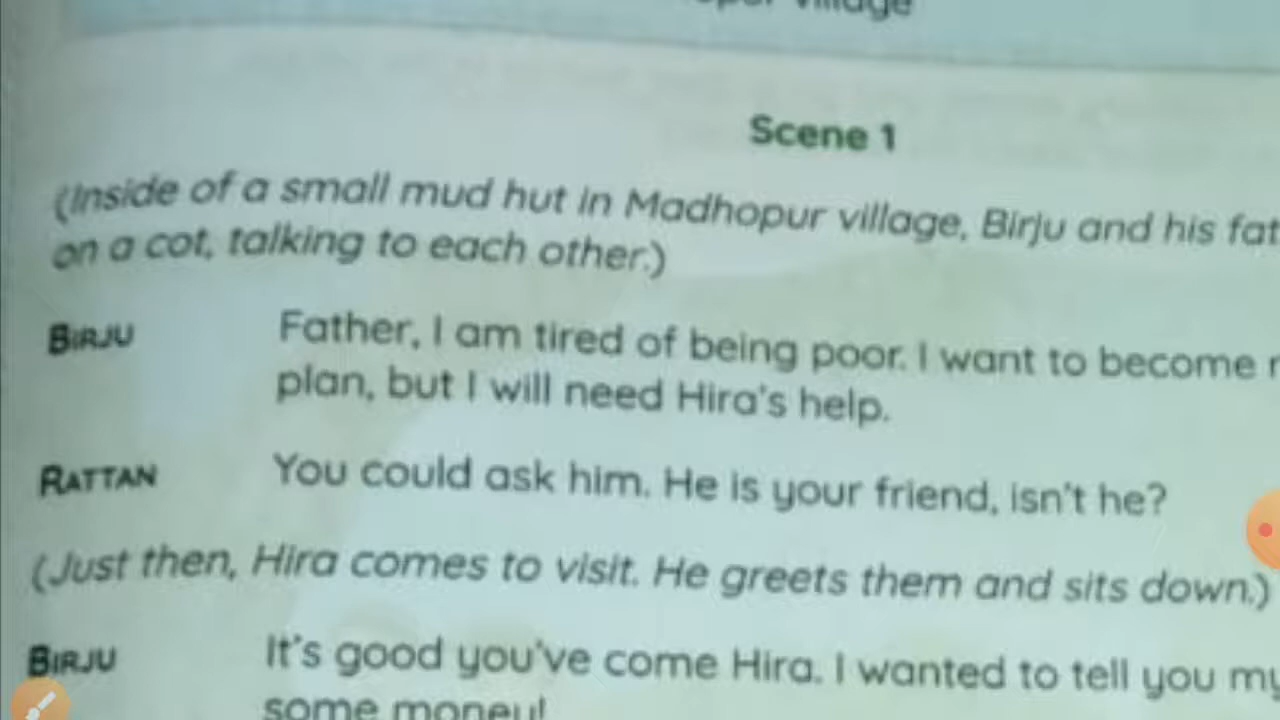 village
Scene 1
(Inside of a small mud hut in Madhopur village, Birju and his fat
on a cot, talking to each other.)
BIRJU Father, I am tired of being poor. I want to become r
plan, but I will need Hira's help.
RATTAN You could ask him. He is your friend, isn't he?
(Just then, Hira comes to visit. He greets them and sits down.)
BIRJU It's good you've come Hira. I wanted to tell you my
some money!